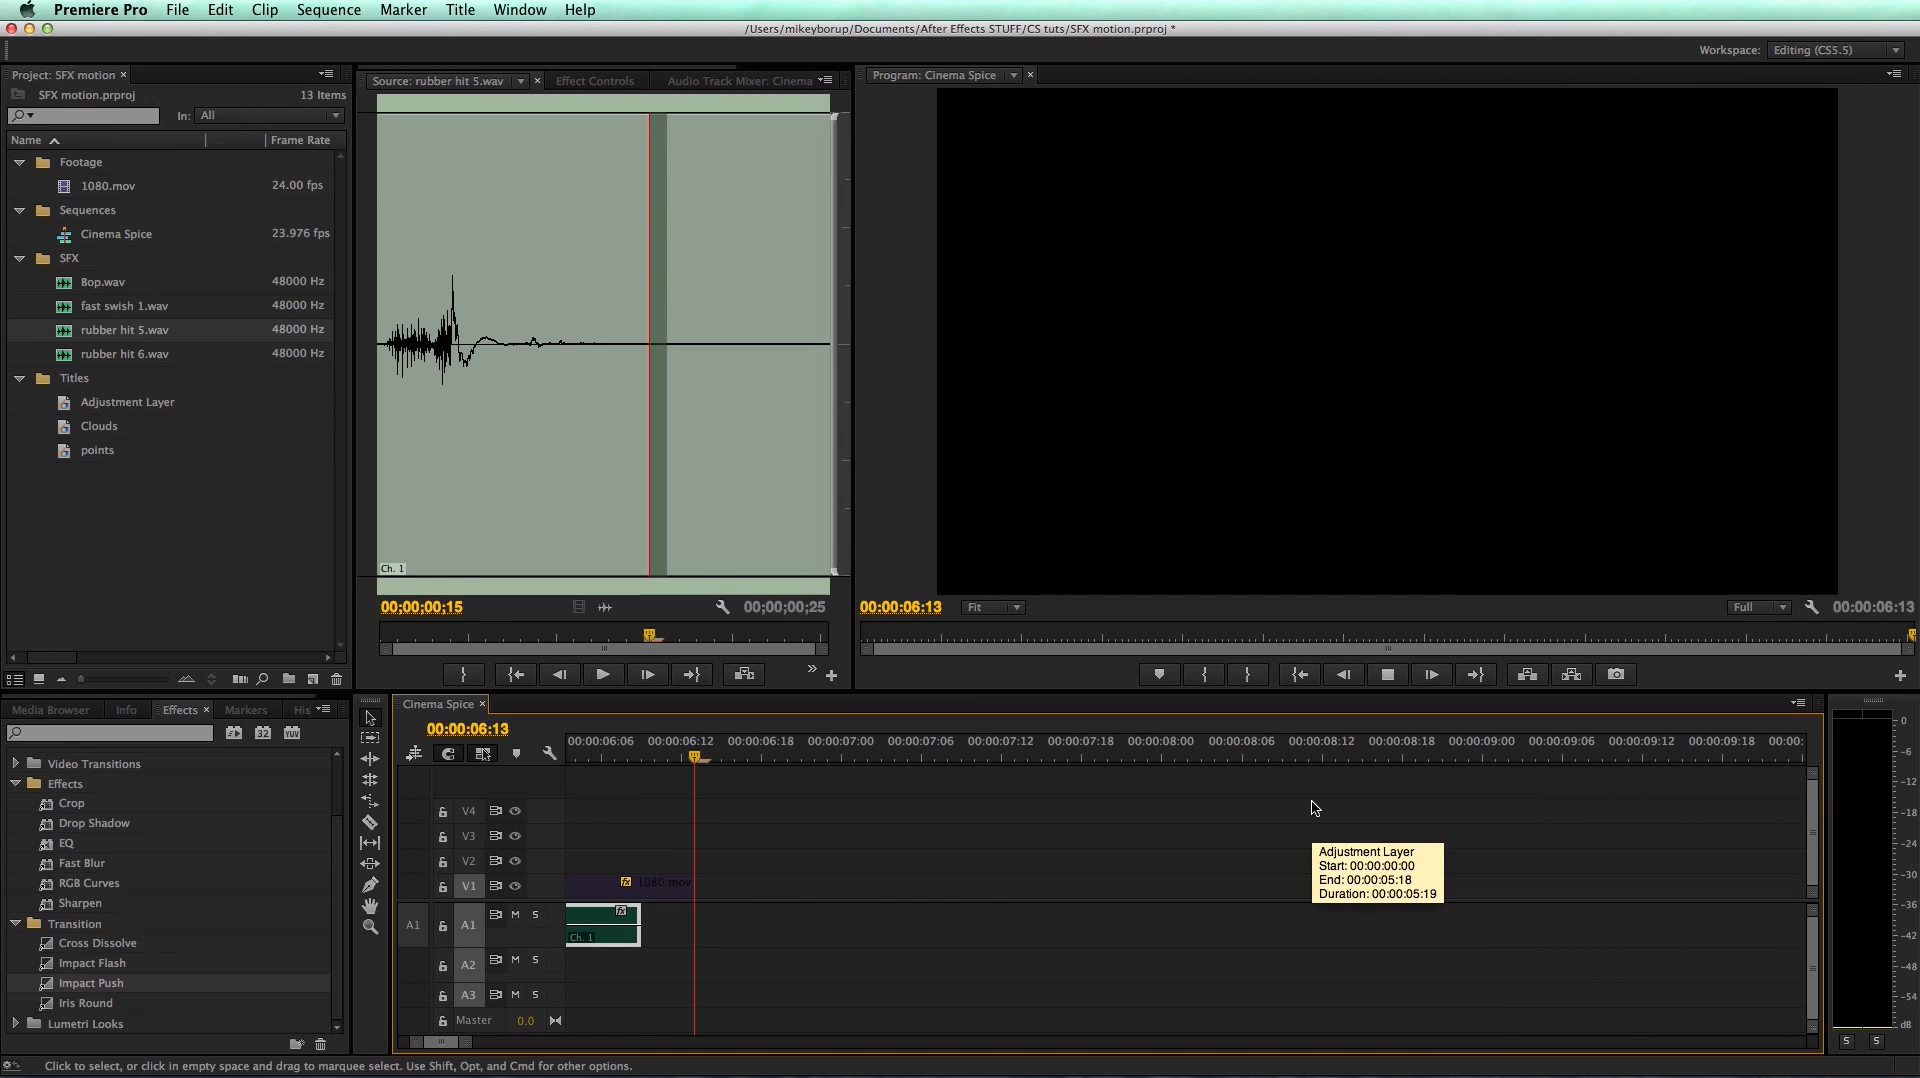 Premiere Pro File Edit Clip Sequence Marker Title Window Help
/Users/mikeyborup/Documents/After Effects STUFF/CS tuts/SFX motion.prproj *
Workspace: Editing (CS5.5)
Project: SFX motion ×
SFX motion.prproj 13 Items
In: All
Name Frame Rate
Footage
1080.mov 24.00 fps
Sequences
Cinema Spice 23.976 fps
SFX
Bop.wav 48000 Hz
fast swish 1.wav 48000 Hz
rubber hit 5.wav 48000 Hz
rubber hit 6.wav 48000 Hz
Titles
Adjustment Layer
Clouds
points
Source: rubber hit 5.wav × Effect Controls Audio Track Mixer: Cinema
Ch. 1
00;00;00;15 00;00;00;25
Program: Cinema Spice ×
00:00:06:13 Fit Full 00:00:06:13
Media Browser Info Effects × Markers His
32 YUV
Video Transitions
Effects
Crop
Drop Shadow
EQ
Fast Blur
RGB Curves
Sharpen
Transition
Cross Dissolve
Impact Flash
Impact Push
Iris Round
Lumetri Looks
Cinema Spice ×
00:00:06:13
00:00:06:06 00:00:06:12 00:00:06:18 00:00:07:00 00:00:07:06 00:00:07:12 00:00:07:18 00:00:08:00 00:00:08:06 00:00:08:12 00:00:08:18 00:00:09:00 00:00:09:06 00:00:09:12 00:00:09:18 00:00:
V4
V3
V2
V1 fx 1080.mov
A1 A1 M S fx
Ch. 1
A2 M S
A3 M S
Master 0.0
Adjustment Layer
Start: 00:00:00:00
End: 00:00:05:18
Duration: 00:00:05:19
0
-6
-12
-18
-24
-30
-36
-42
-48
-54
dB
S S
Click to select, or click in empty space and drag to marquee select. Use Shift, Opt, and Cmd for other options.